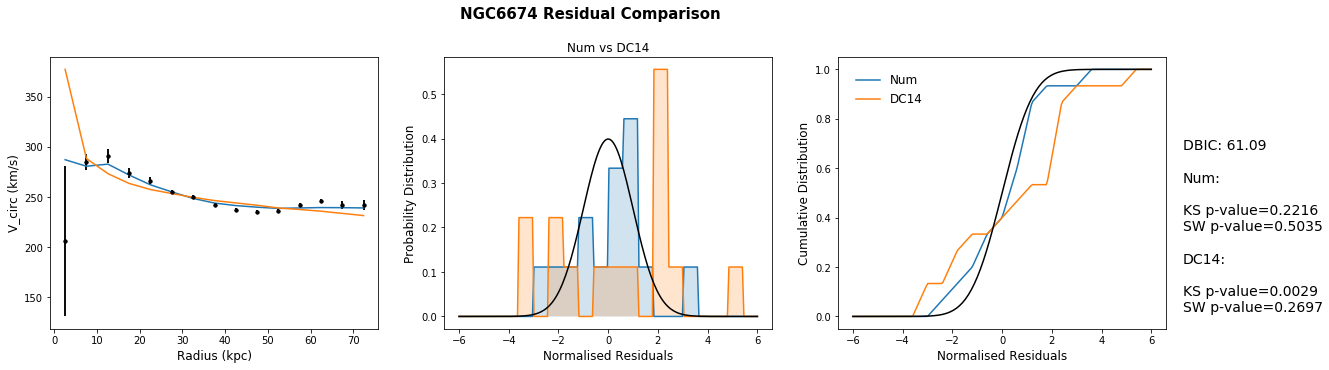 NGC6674 Residual Comparison
V_circ (km/s)
350
300
250
200
150
0 10 20 30 40 50 60 70
Radius (kpc)
Num vs DC14
Probability Distribution
0.5
0.4
0.3
0.2
0.1
0.0
−6 −4 −2 0 2 4 6
Normalised Residuals
Cumulative Distribution
1.0
0.8
0.6
0.4
0.2
0.0
Num
DC14
−6 −4 −2 0 2 4 6
Normalised Residuals
DBIC: 61.09
Num:
KS p-value=0.2216
SW p-value=0.5035
DC14:
KS p-value=0.0029
SW p-value=0.2697